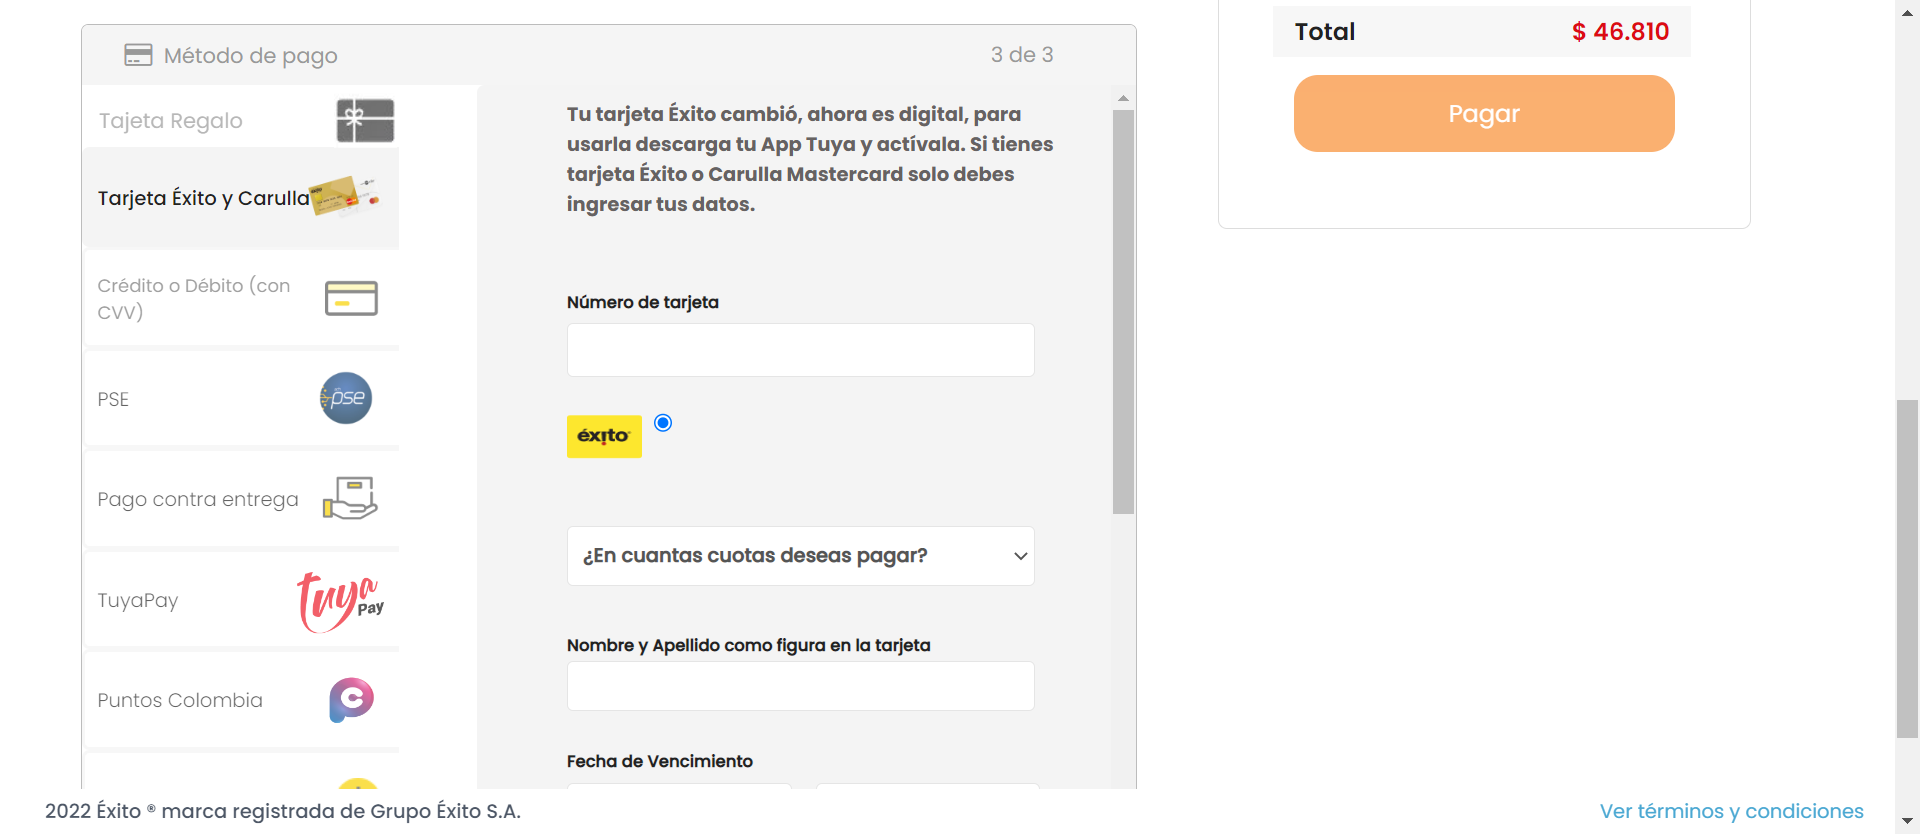 Método de pago
3 de 3
Tajeta Regalo
Tarjeta Éxito y Carulla
Crédito o Débito (con
CVV)
PSE
pse
Pago contra entrega
TuyaPay
tuya
Pay
Puntos Colombia
Tu tarjeta Éxito cambió, ahora es digital, para
usarla descarga tu App Tuya y actívala. Si tienes
tarjeta Éxito o Carulla Mastercard solo debes
ingresar tus datos.
Número de tarjeta
éxito
¿En cuantas cuotas deseas pagar?
Nombre y Apellido como figura en la tarjeta
Fecha de Vencimiento
Total
$ 46.810
Pagar
2022 Éxito ® marca registrada de Grupo Éxito S.A.
Ver términos y condiciones